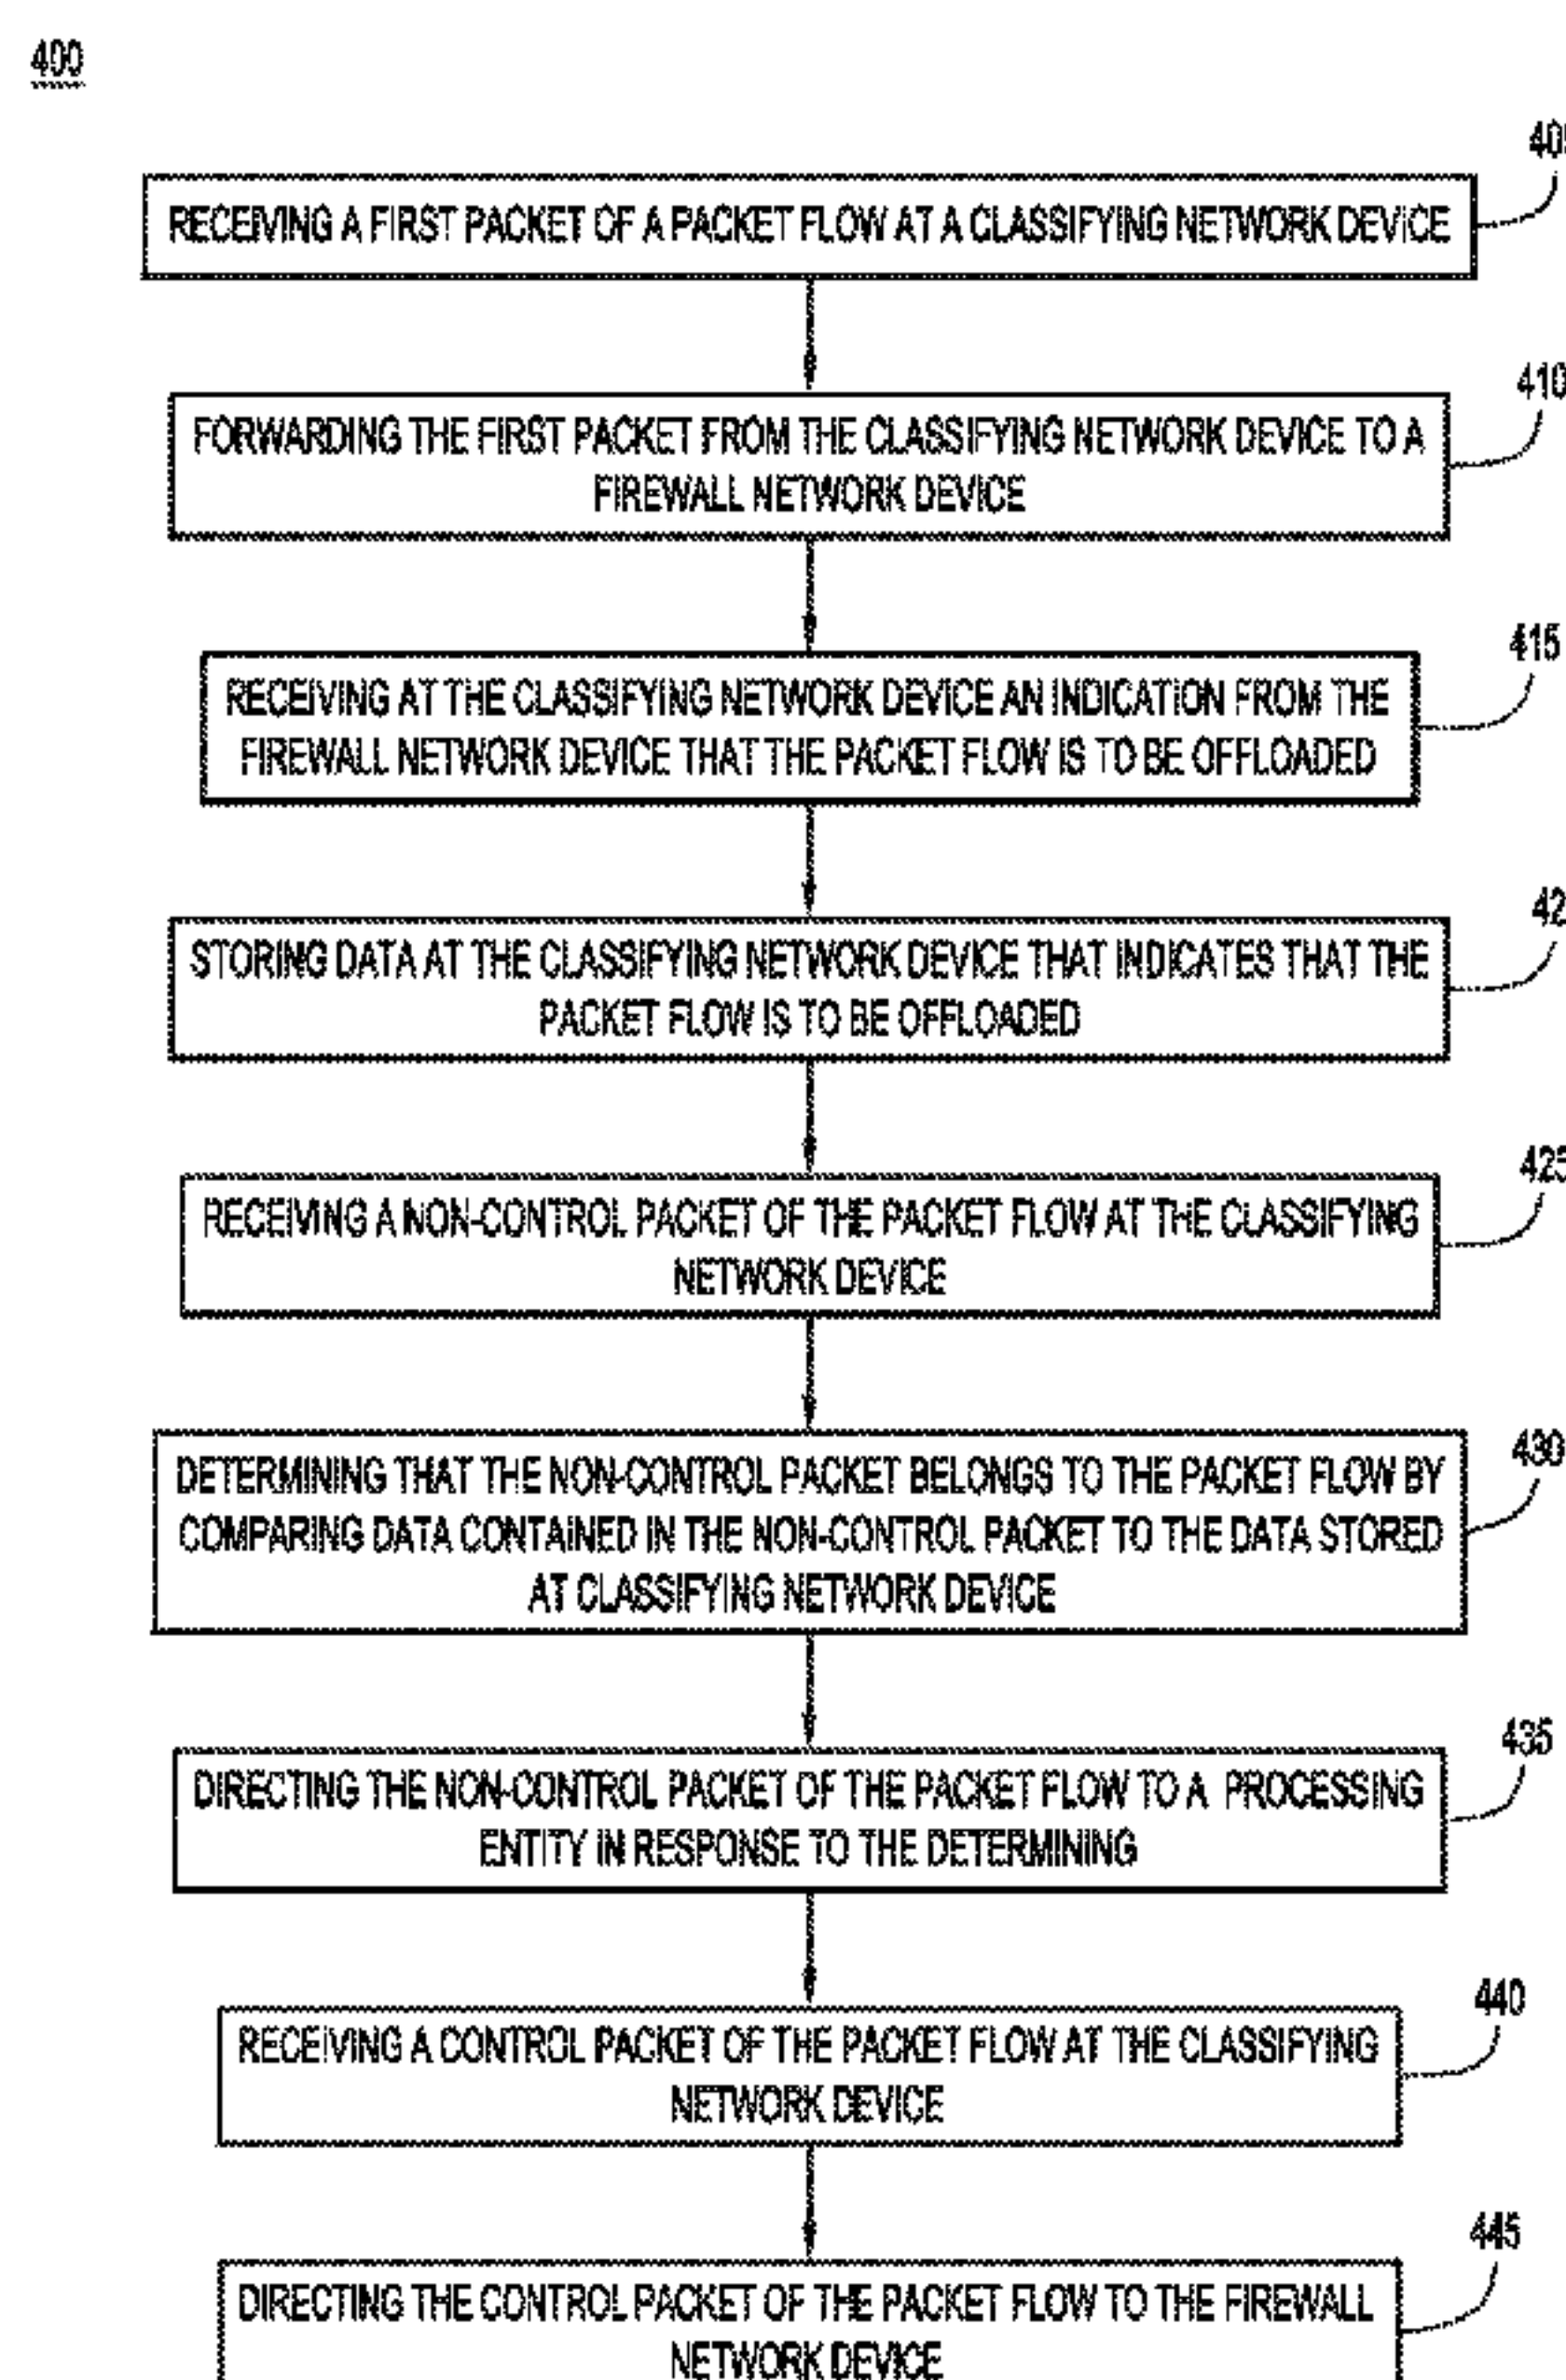 400
RECEIVING A FIRST PACKET OF A PACKET FLOW AT A CLASSIFYING NETWORK DEVICE
410
FORWARDING THE FIRST PACKET FROM THE CLASSIFYING NETWORK DEVICE TO A
FIREWALL NETWORK DEVICE
415
RECEIVING AT THE CLASSIFYING NETWORK DEVICE AN INDICATION FROM THE
FIREWALL NETWORK DEVICE THAT THE PACKET FLOW IS TO BE OFFLOADED
STORING DATA AT THE CLASSIFYING NETWORK DEVICE THAT INDICATES THAT THE
PACKET FLOW IS TO BE OFFLOADED
425
RECEIVING A NON-CONTROL PACKET OF THE PACKET FLOW AT THE CLASSIFYING
NETWORK DEVICE
430
DETERMINING THAT THE NON-CONTROL PACKET BELONGS TO THE PACKET FLOW BY
COMPARING DATA CONTAINED IN THE NON-CONTROL PACKET TO THE DATA STORED
AT CLASSIFYING NETWORK DEVICE
435
DIRECTING THE NON-CONTROL PACKET OF THE PACKET FLOW TO A PROCESSING
ENTITY IN RESPONSE TO THE DETERMINING
440
RECEIVING A CONTROL PACKET OF THE PACKET FLOW AT THE CLASSIFYING
NETWORK DEVICE
445
DIRECTING THE CONTROL PACKET OF THE PACKET FLOW TO THE FIREWALL
NETWORK DEVICE